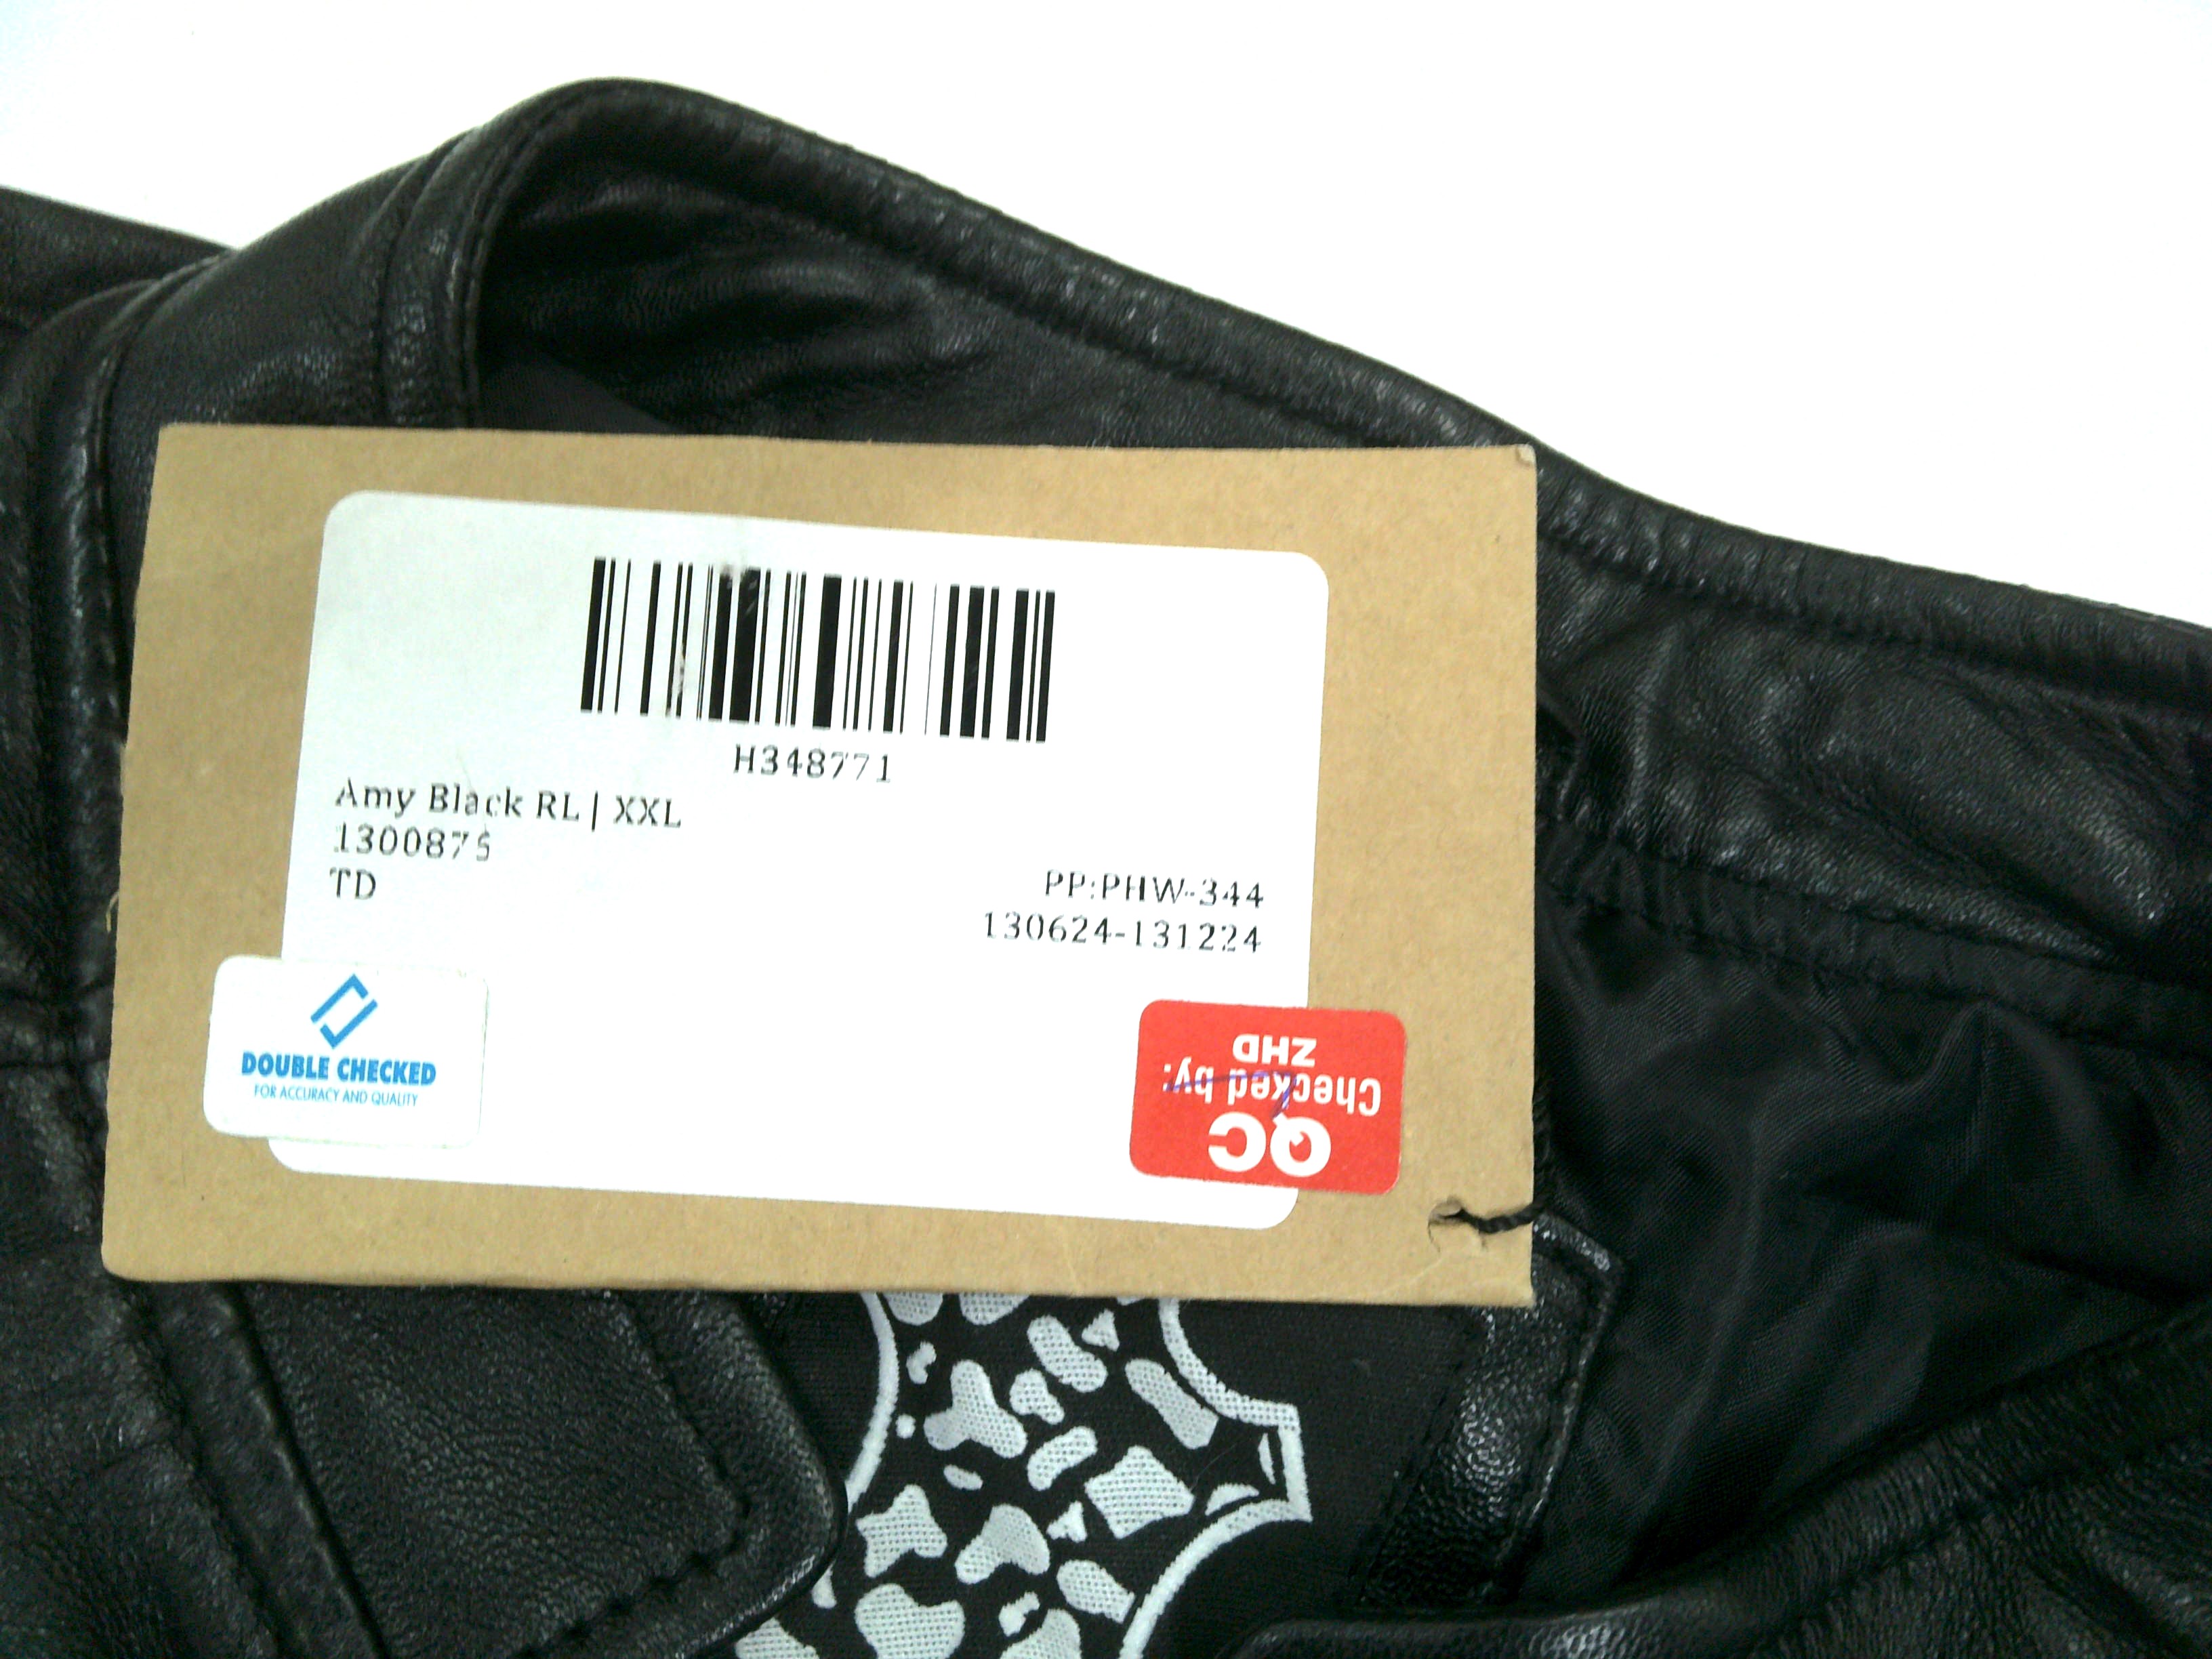 H348771
Amy Black RL | XXL
1300875
TD
PP:PHW-344
130624-131224
DOUBLE CHECKED
FOR ACCURACY AND QUALITY
QC
Checked by:
ZHD